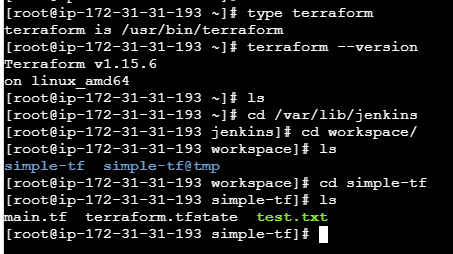 [root@ip-172-31-31-193 ~]# type terraform
terraform is /usr/bin/terraform
[root@ip-172-31-31-193 ~]# terraform --version
Terraform v1.15.6
on linux_amd64
[root@ip-172-31-31-193 ~]# ls
[root@ip-172-31-31-193 ~]# cd /var/lib/jenkins
[root@ip-172-31-31-193 jenkins]# cd workspace/
[root@ip-172-31-31-193 workspace]# ls
simple-tf  simple-tf@tmp
[root@ip-172-31-31-193 workspace]# cd simple-tf
[root@ip-172-31-31-193 simple-tf]# ls
main.tf  terraform.tfstate  test.txt
[root@ip-172-31-31-193 simple-tf]#